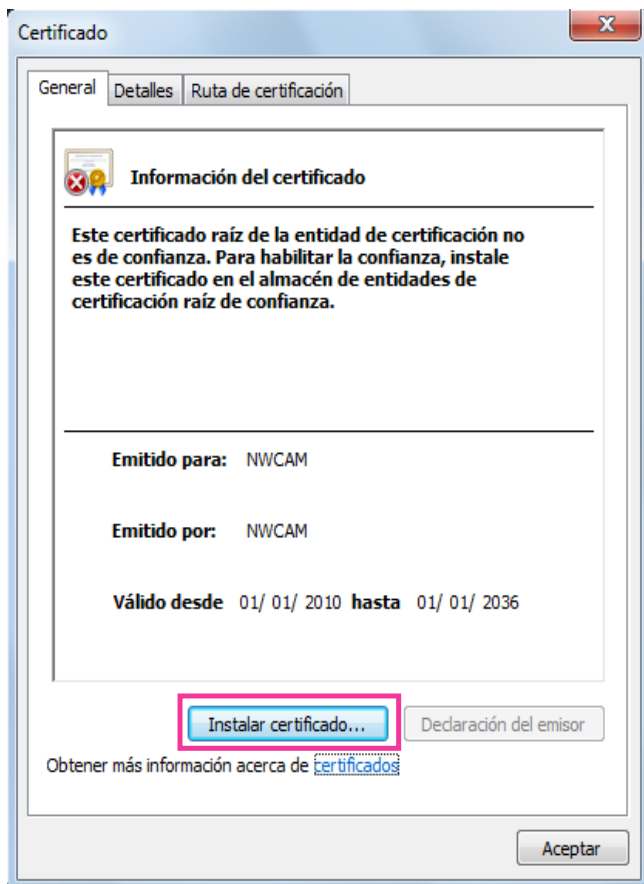 Certificado
General Detalles Ruta de certificación
Información del certificado
Este certificado raíz de la entidad de certificación no
es de confianza. Para habilitar la confianza, instale
este certificado en el almacén de entidades de
certificación raíz de confianza.
Emitido para: NWCAM
Emitido por: NWCAM
Válido desde 01/ 01/ 2010 hasta 01/ 01/ 2036
Instalar certificado... Declaración del emisor
Obtener más información acerca de certificados
Aceptar